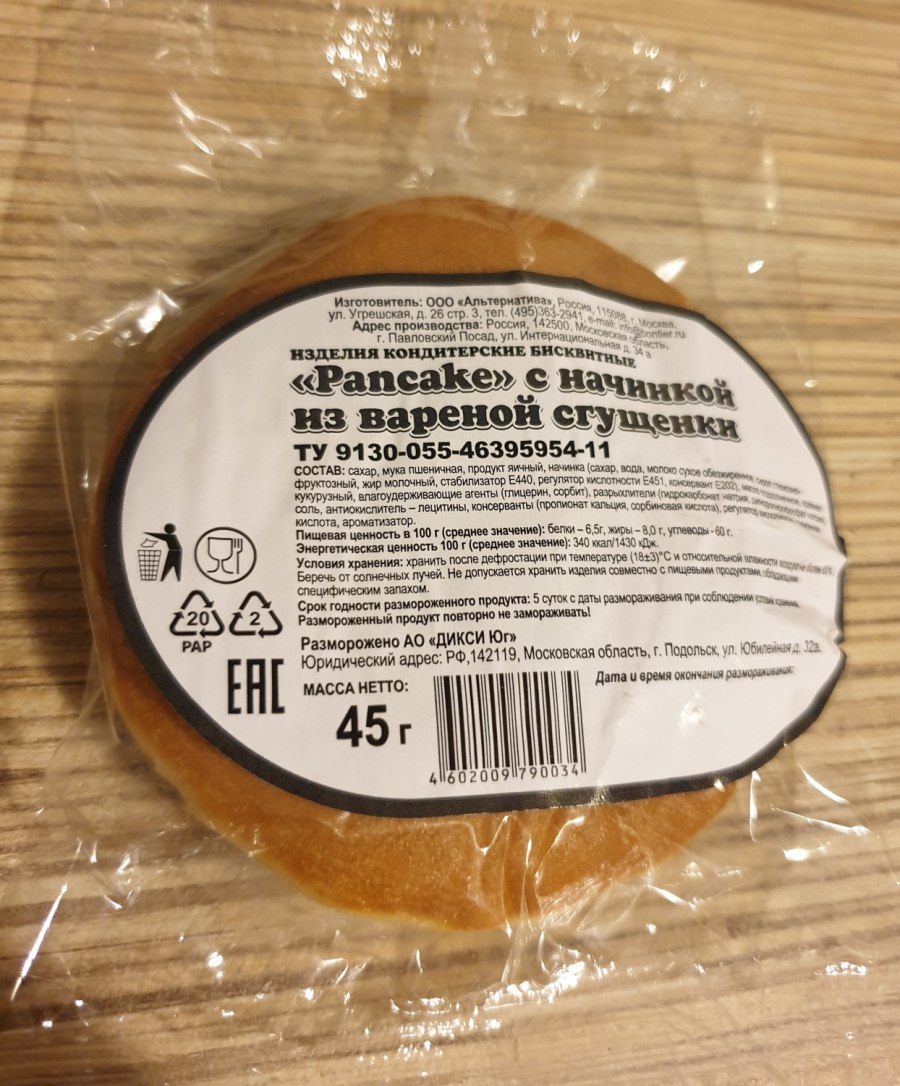 Изготовитель: ООО «Альтернатива», Россия, 115088, г. Москва,
ул. Угрешская, д. 26 стр. 3, тел. (495)363-2941, e-mail: info@bontier.ru
Адрес производства: Россия, 142500, Московская область,
г. Павловский Посад, ул. Интернациональная д. 34 а
ИЗДЕЛИЯ КОНДИТЕРСКИЕ БИСКВИТНЫЕ
«Pancake» с начинкой
из вареной сгущенки
ТУ 9130-055-46395954-11
СОСТАВ: сахар, мука пшеничная, продукт яичный, начинка (сахар, вода, молоко сухое обезжиренное, сироп глюкозно-
фруктозный, жир молочный, стабилизатор Е440, регулятор кислотности Е451, консервант Е202), масло подсолнечное,
кукурузный, влагоудерживающие агенты (глицерин, сорбит), разрыхлители (гидрокарбонат натрия,
соль, антиокислитель – лецитины, консерванты (пропионат кальция, сорбиновая кислота), регулятор кислотности
кислота, ароматизатор.
Пищевая ценность в 100 г (среднее значение): белки – 6,5г, жиры – 8,0 г, углеводы - 60 г.
Энергетическая ценность 100 г (среднее значение): 340 ккал/1430 кДж.
Условия хранения: хранить после дефростации при температуре (18±3)°С и относительной влажности воздуха не более
Беречь от солнечных лучей. Не допускается хранить изделия совместно с пищевыми продуктами, обладающими
специфическим запахом.
Срок годности размороженного продукта: 5 суток с даты размораживания при соблюдении условий хранения.
Размороженный продукт повторно не замораживать!
Разморожено АО «ДИКСИ Юг»
Юридический адрес: РФ,142119, Московская область, г. Подольск, ул. Юбилейная д. 32а.
Дата и время окончания размораживания:
20
2
PAP
ЕАС
МАССА НЕТТО:
45 г
4 602009 790034